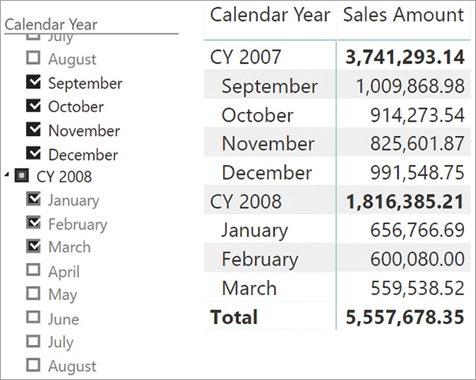 Calendar Year
July
August
September
October
November
December
CY 2008
January
February
March
April
May
June
July
August
Calendar Year Sales Amount
CY 2007 3,741,293.14
September 1,009,868.98
October 914,273.54
November 825,601.87
December 991,548.75
CY 2008 1,816,385.21
January 656,766.69
February 600,080.00
March 559,538.52
Total 5,557,678.35